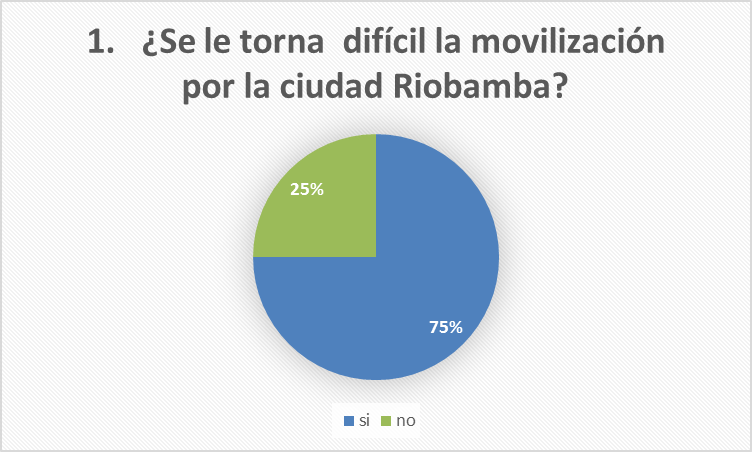 1. ¿Se le torna difícil la movilización
por la ciudad Riobamba?
25%
75%
si no